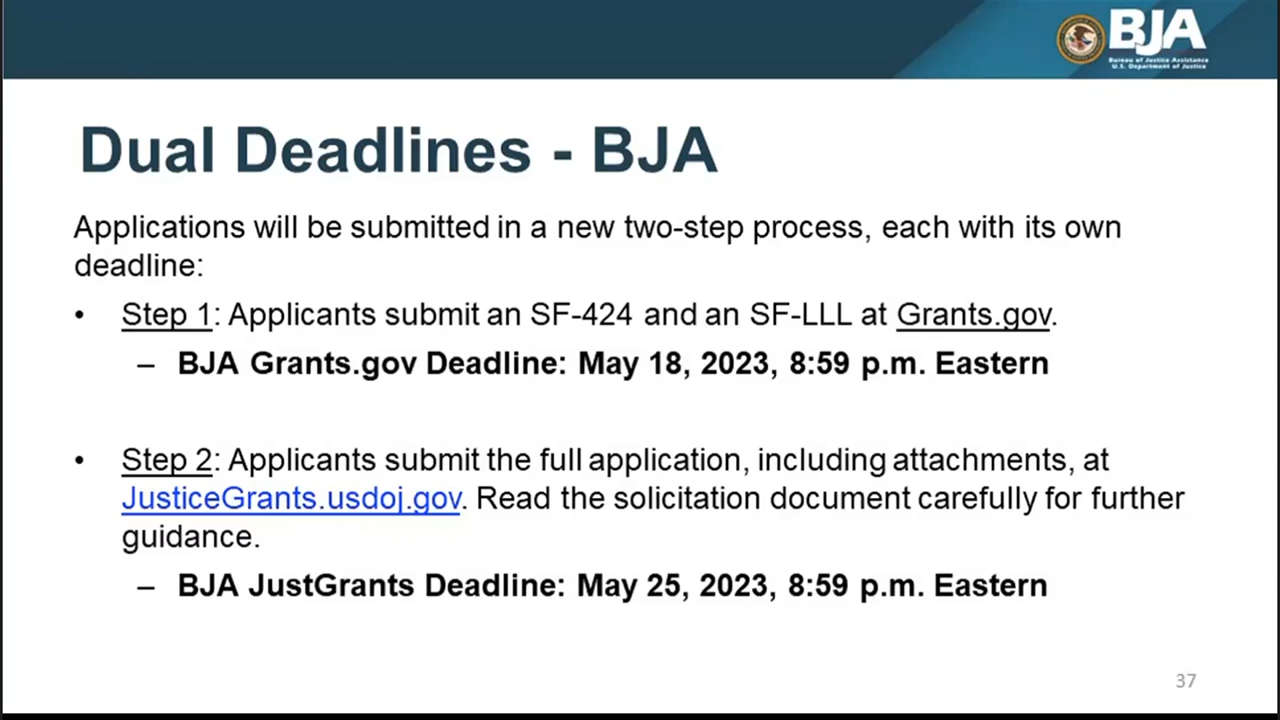 BJA
Bureau of Justice Assistance
U.S. Department of Justice
Dual Deadlines - BJA
Applications will be submitted in a new two-step process, each with its own
deadline:
• Step 1: Applicants submit an SF-424 and an SF-LLL at Grants.gov.
– BJA Grants.gov Deadline: May 18, 2023, 8:59 p.m. Eastern
• Step 2: Applicants submit the full application, including attachments, at
JusticeGrants.usdoj.gov. Read the solicitation document carefully for further
guidance.
– BJA JustGrants Deadline: May 25, 2023, 8:59 p.m. Eastern
37